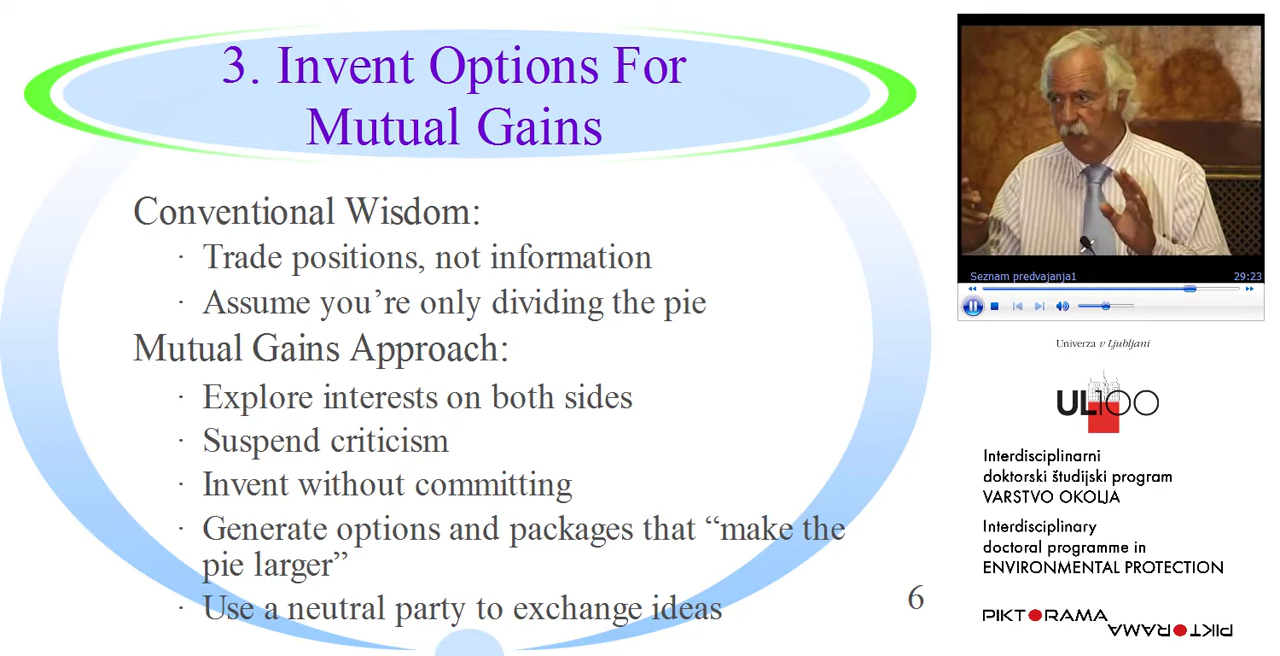 3. Invent Options For
Mutual Gains
Conventional Wisdom:
· Trade positions, not information
· Assume you’re only dividing the pie
Mutual Gains Approach:
· Explore interests on both sides
· Suspend criticism
· Invent without committing
· Generate options and packages that “make the
pie larger”
· Use a neutral party to exchange ideas
6
Seznam predvajanja1 29:23
Univerza v Ljubljani
UL100
Interdisciplinarni
doktorski študijski program
VARSTVO OKOLJA
Interdisciplinary
doctoral programme in
ENVIRONMENTAL PROTECTION
PIKTORAMA
PIKTORAMA